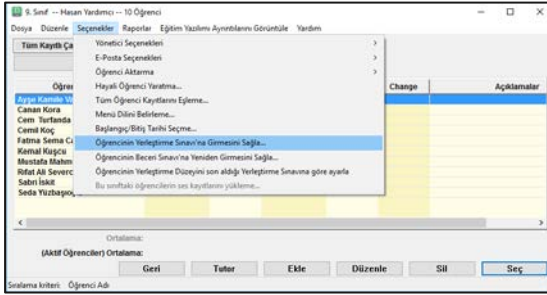 9. Sınıf -- Hasan Yardımcı -- 10 Öğrenci
Dosya Düzenle Seçenekler Raporlar Eğitim Yazılımı Ayrıntılarını Görüntüle Yardım
Tüm Kayıtlı Ça
Yönetici Seçenekleri
E-Posta Seçenekleri
Öğrenci Aktarma
Hayali Öğrenci Yaratma...
Tüm Öğrenci Kayıtlarını Eşleme...
Menü Dilini Belirleme...
Başlangıç/Bitiş Tarihi Seçme...
Öğrencinin Yerleştirme Sınavı'na Girmesini Sağla...
Öğrencinin Beceri Sınavı'na Yeniden Girmesini Sağla...
Öğrencinin Yerleştirme Düzeyini son aldığı Yerleştirme Sınavına göre ayarla
Bu sınıftaki öğrencilerin ses kayıtlarını yükleme...
Öğre Change Açıklamalar
Ayşe Kamile
Canan Kora
Cem Turfanda
Cemil Koç
Fatma Sema
Kemal Kuşcu
Mustafa Mahm
Rıfat Ali Severc
Sabri İskit
Seda Yüzbaşıo
Ortalama:
(Aktif Öğrenciler) Ortalama:
Geri Tutor Ekle Düzenle Sil Seç
Sıralama kriteri: Öğrenci Adı